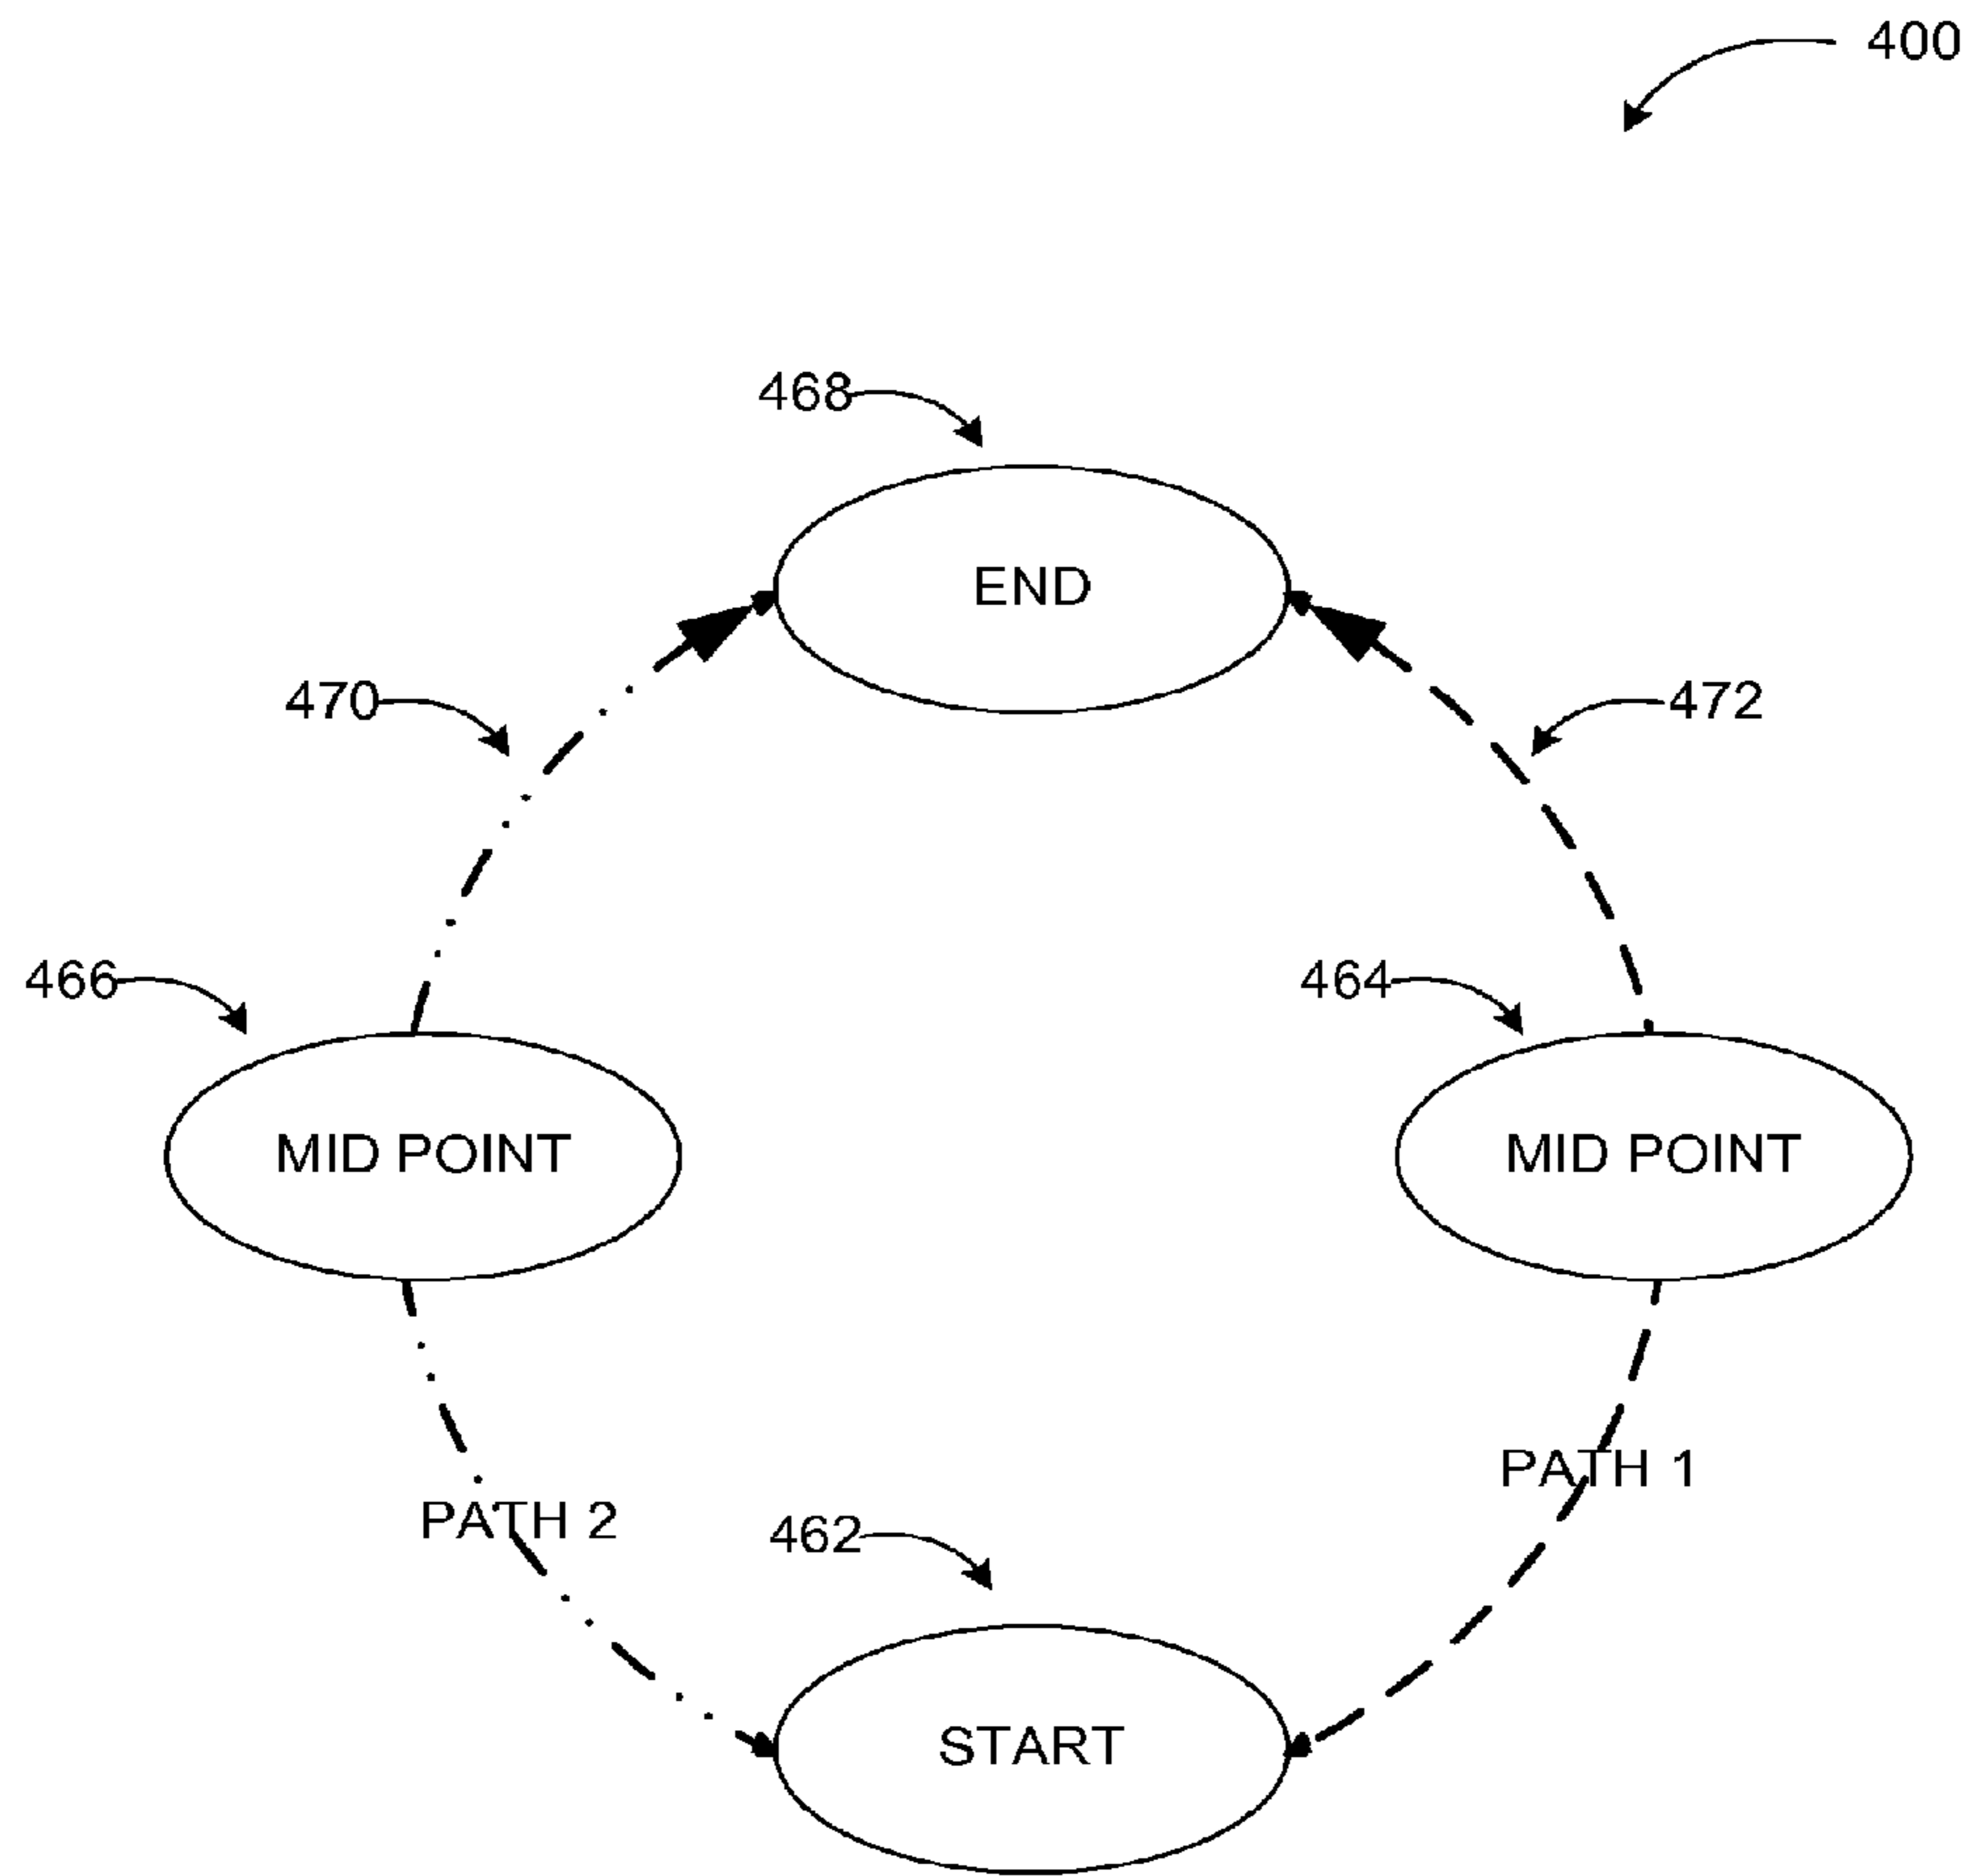 400
468
END
470
472
466
464
MID POINT
MID POINT
PATH 1
PATH 2
462
START